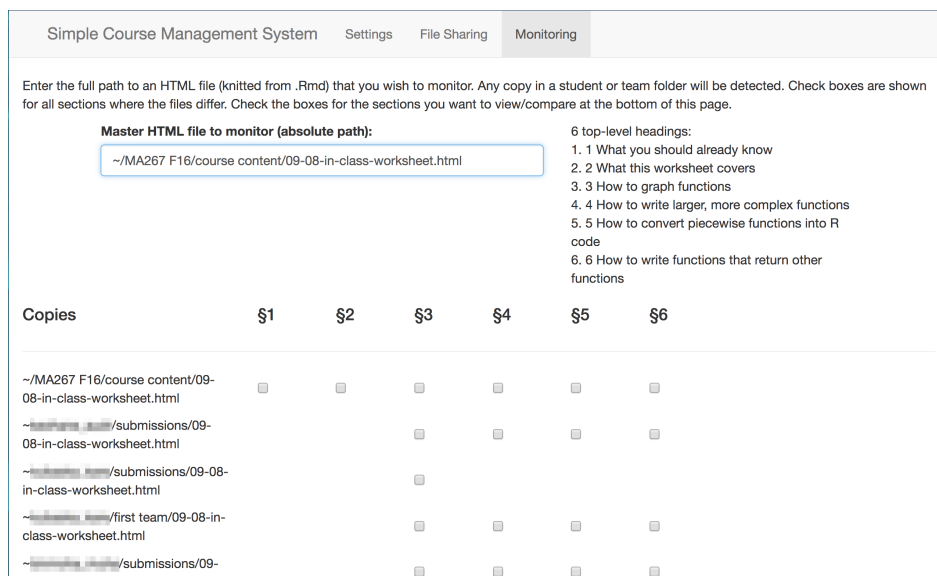 Simple Course Management System Settings File Sharing Monitoring
Enter the full path to an HTML file (knitted from .Rmd) that you wish to monitor. Any copy in a student or team folder will be detected. Check boxes are shown
for all sections where the files differ. Check the boxes for the sections you want to view/compare at the bottom of this page.
Master HTML file to monitor (absolute path):
~/MA267 F16/course content/09-08-in-class-worksheet.html
6 top-level headings:
1. 1 What you should already know
2. 2 What this worksheet covers
3. 3 How to graph functions
4. 4 How to write larger, more complex functions
5. 5 How to convert piecewise functions into R
code
6. 6 How to write functions that return other
functions
Copies §1 §2 §3 §4 §5 §6
~/MA267 F16/course content/09-
08-in-class-worksheet.html
~/submissions/09-
08-in-class-worksheet.html
~/submissions/09-08-
in-class-worksheet.html
~/first team/09-08-in-
class-worksheet.html
~/submissions/09-